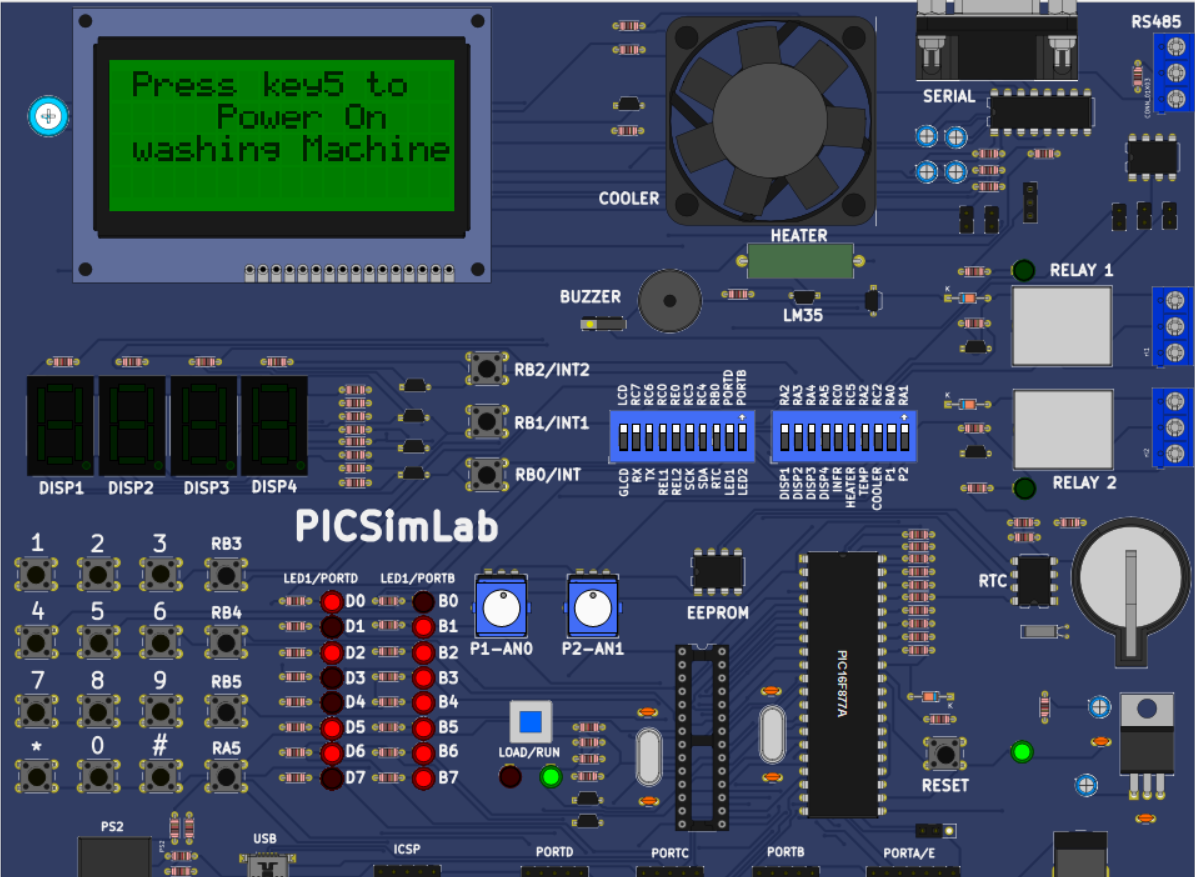 Press key5 to
Power On
washing Machine
COOLER
HEATER
BUZZER
LM35
SERIAL
RS485
CONN.DIN33
RELAY 1
K
RELAY 2
K
RB2/INT2
RB1/INT1
RB0/INT
DISP1
DISP2
DISP3
DISP4
LCD
RC7
RC6
RC0
RE0
RC3
RC4
RB0
PORTD
PORTB
GLCD
RX
TX
REL1
REL2
SCK
SDA
RTC
LED1
LED2
RA2
RA3
RA4
RA5
RC0
RC5
RA2
RC2
RA0
RA1
DISP1
DISP2
DISP3
DISP4
INFR
HEATER
TEMP
COOLER
P1
P2
PICSimLab
1 2 3 RB3
4 5 6 RB4
7 8 9 RB5
* 0 # RA5
LED1/PORTD LED1/PORTB
D0 B0
D1 B1
D2 B2
D3 B3
D4 B4
D5 B5
D6 B6
D7 B7
P1-AN0
P2-AN1
EEPROM
PIC16F877A
RTC
K
LOAD/RUN
RESET
PS2
PS2
USB
ICSP
PORTD
PORTC
PORTB
PORTA/E